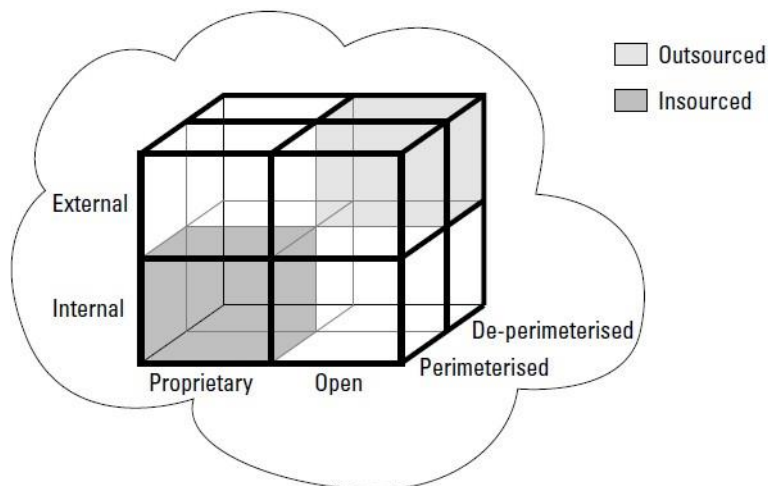 Outsourced
Insourced
External
Internal
De-perimeterised
Perimeterised
Proprietary
Open